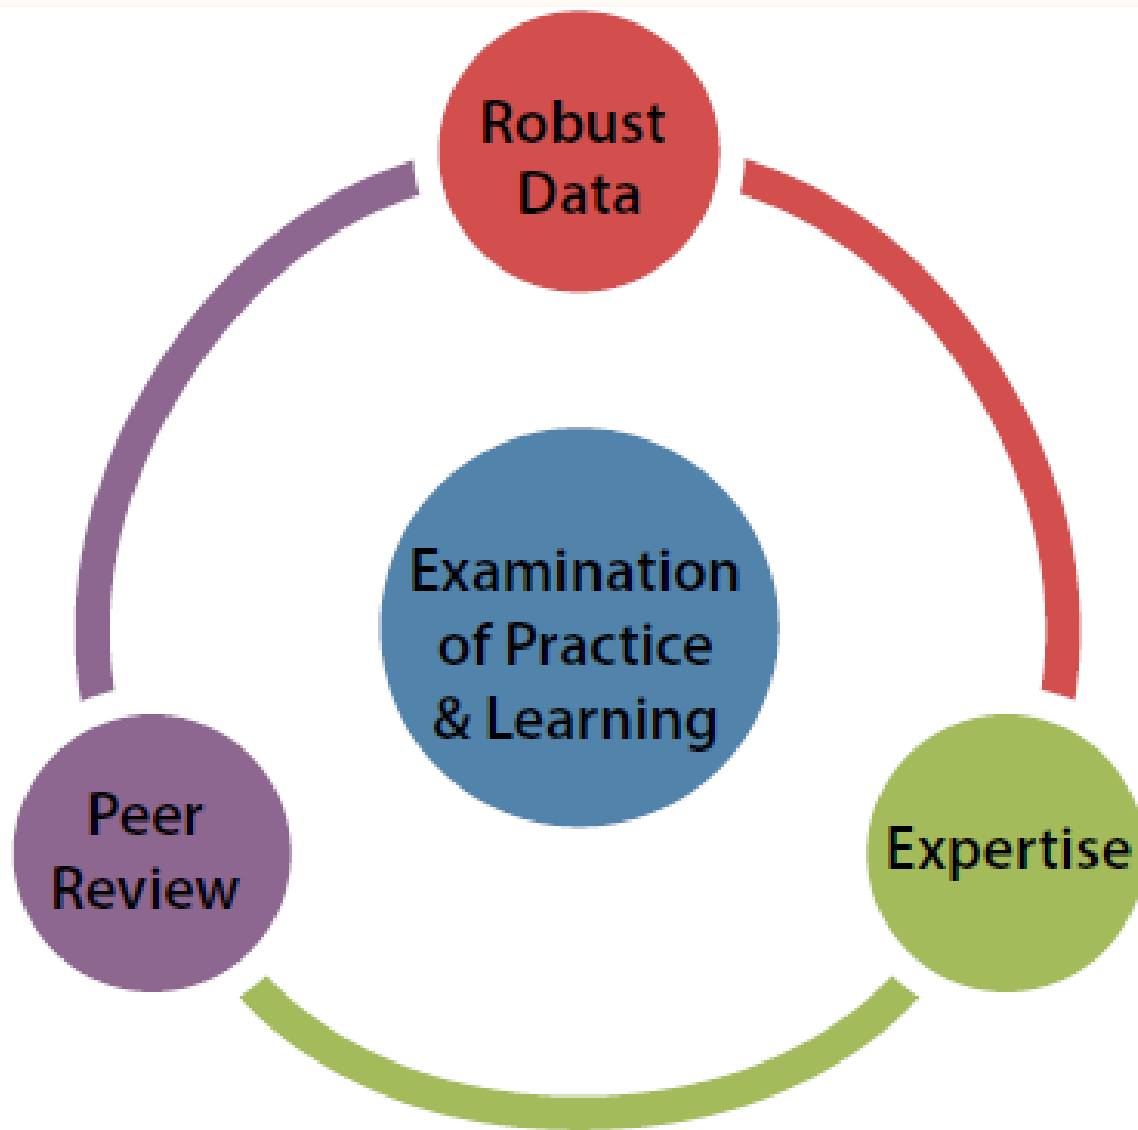 Robust
Data
Examination
of Practice
& Learning
Peer
Review
Expertise